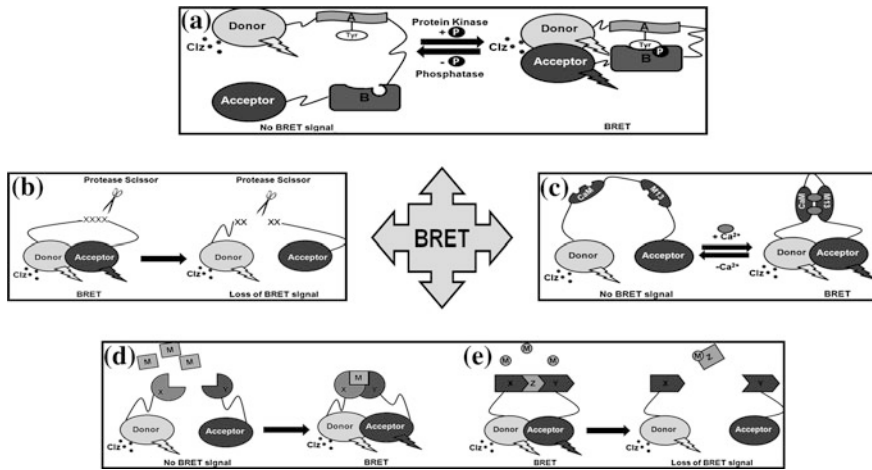 (a)
Donor
A
Tyr
Clz
Acceptor
B
No BRET signal
Protein Kinase
+ P
- P
Phosphatase
Clz
Donor
A
Tyr
P
Acceptor
B
BRET
(b)
Protease Scissor
XXXX
Donor
Acceptor
Clz
BRET
Protease Scissor
XX XX
Donor
Acceptor
Clz
Loss of BRET signal
BRET
(c)
CaM
M13
Donor
Acceptor
Clz
No BRET signal
+ Ca²⁺
-Ca²⁺
CaM
M13
Donor
Acceptor
Clz
BRET
(d)
M
M
M
X
Y
Donor
Acceptor
Clz
No BRET signal
M
X Y
Donor
Acceptor
Clz
BRET
(e)
M
M
M
X Z Y
Donor
Acceptor
Clz
BRET
M
Z
X
Y
Donor
Acceptor
Clz
Loss of BRET signal